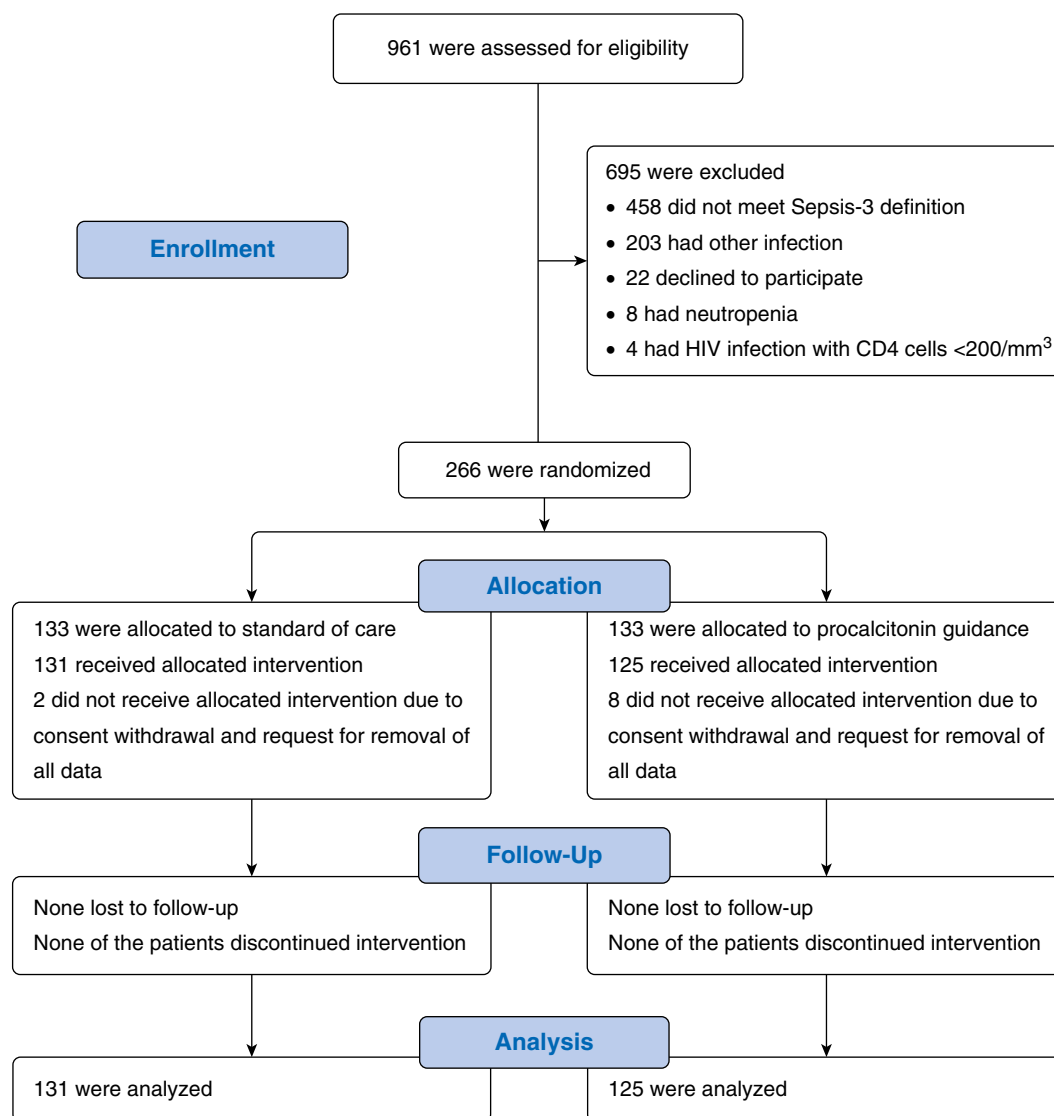 961 were assessed for eligibility
695 were excluded
• 458 did not meet Sepsis-3 definition
• 203 had other infection
• 22 declined to participate
• 8 had neutropenia
• 4 had HIV infection with CD4 cells <200/mm³
Enrollment
266 were randomized
Allocation
133 were allocated to standard of care
131 received allocated intervention
2 did not receive allocated intervention due to
consent withdrawal and request for removal of
all data
133 were allocated to procalcitonin guidance
125 received allocated intervention
8 did not receive allocated intervention due to
consent withdrawal and request for removal of
all data
Follow-Up
None lost to follow-up
None of the patients discontinued intervention
None lost to follow-up
None of the patients discontinued intervention
Analysis
131 were analyzed
125 were analyzed